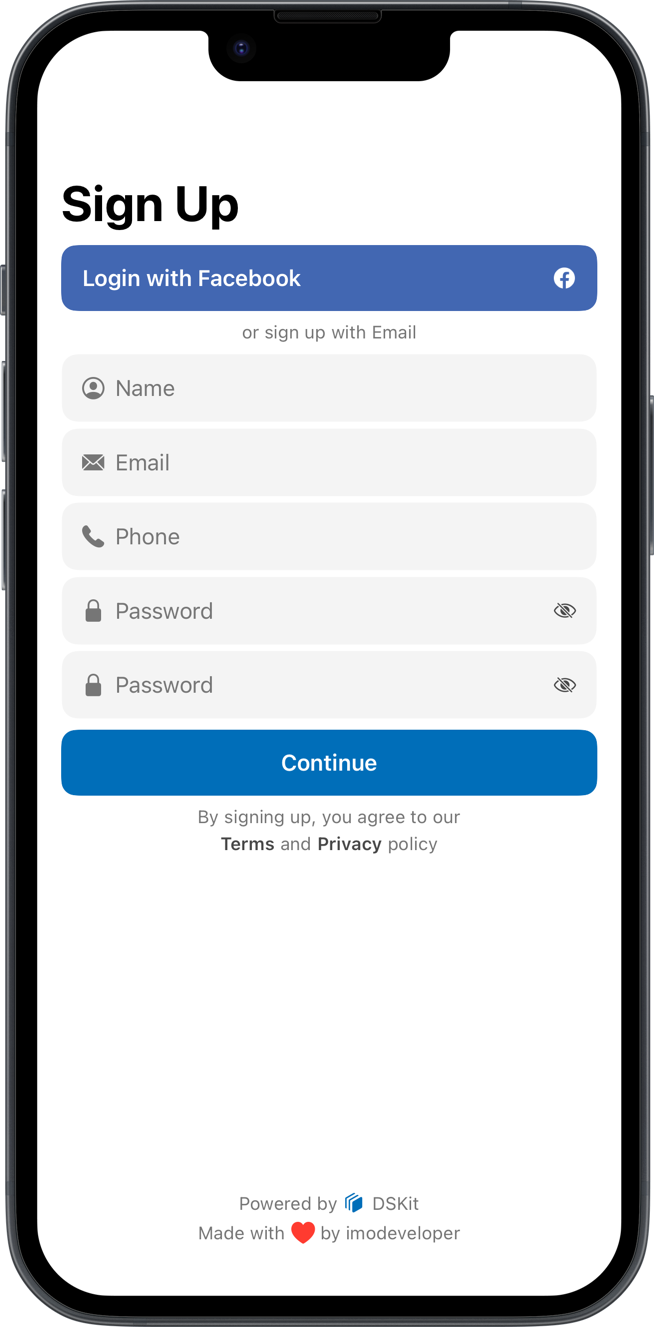 Sign Up
Login with Facebook
or sign up with Email
Name
Email
Phone
Password
Password
Continue
By signing up, you agree to our
Terms and Privacy policy
Powered by DSKit
Made with ❤️ by imodeveloper